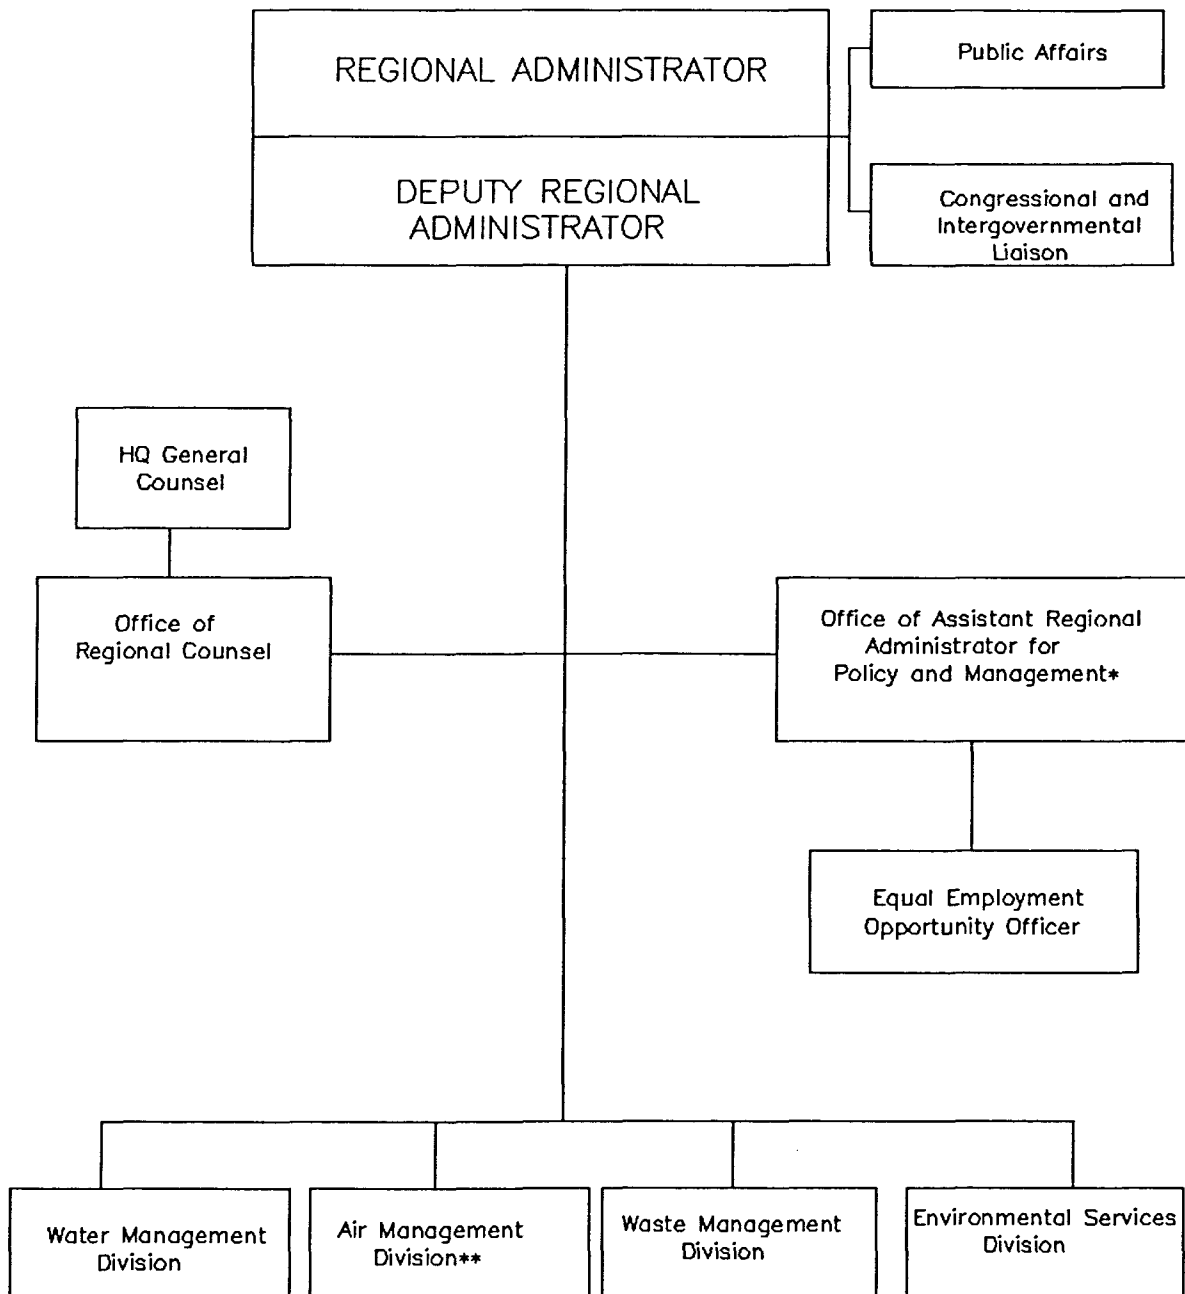 REGIONAL ADMINISTRATOR
DEPUTY REGIONAL
ADMINISTRATOR
Public Affairs
Congressional and
Intergovernmental
Liaison
HQ General
Counsel
Office of
Regional Counsel
Office of Assistant Regional
Administrator for
Policy and Management*
Equal Employment
Opportunity Officer
Water Management
Division
Air Management
Division**
Waste Management
Division
Environmental Services
Division